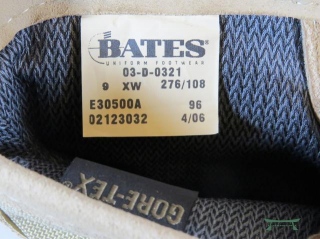 BATES
UNIFORM FOOTWEAR
03-D-0321
9 XW 276/108
E30500A 96
02123032 4/06
GORE-TEX®